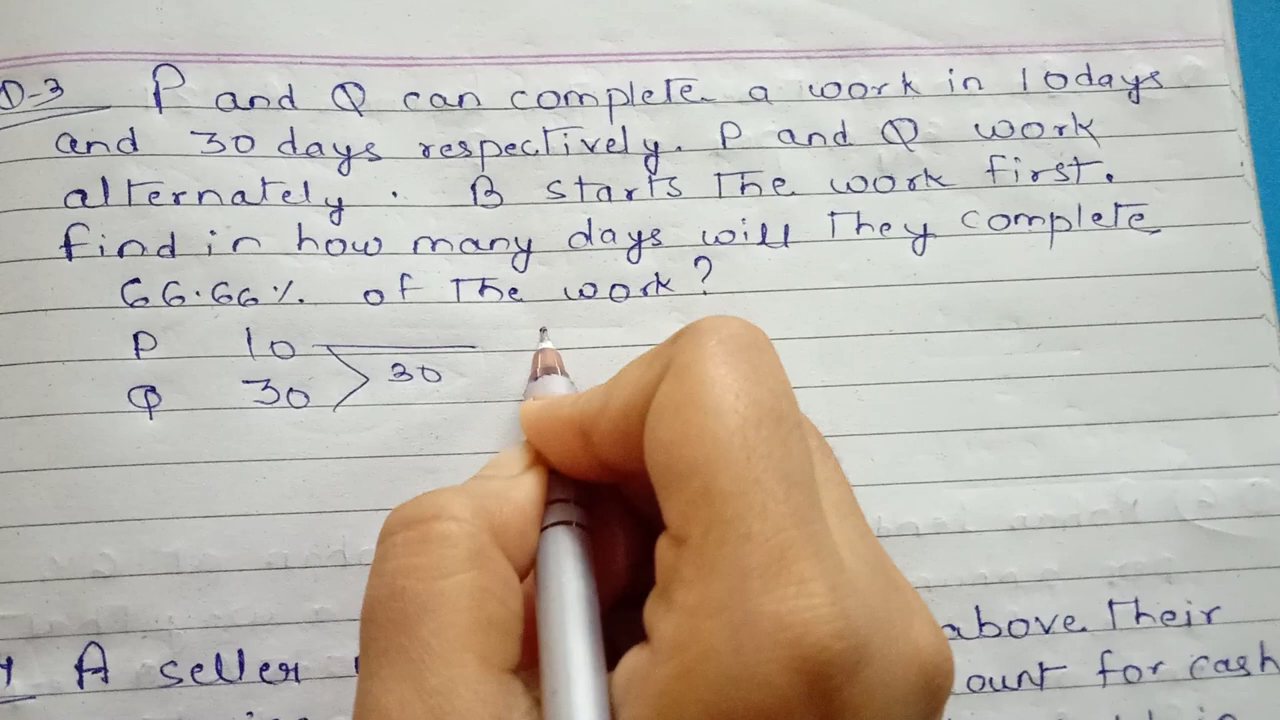 Q-3 P and Q can complete a work in 10 days
and 30 days respectively. P and Q work
alternately. B starts The work first.
find in how many days will They complete
66.66% of The work?
P 10
30
Q 30
above Their
A seller
ount for cash